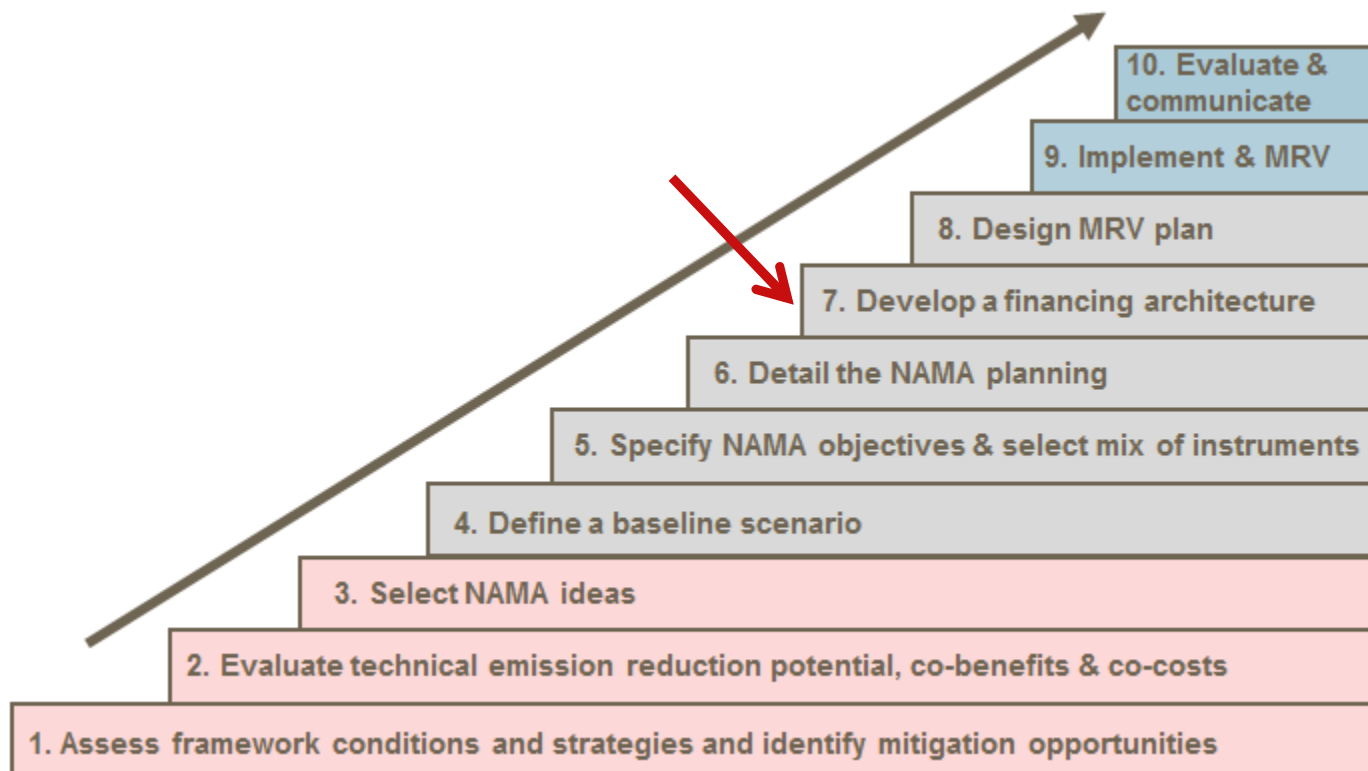 10. Evaluate &
communicate
9. Implement & MRV
8. Design MRV plan
7. Develop a financing architecture
6. Detail the NAMA planning
5. Specify NAMA objectives & select mix of instruments
4. Define a baseline scenario
3. Select NAMA ideas
2. Evaluate technical emission reduction potential, co-benefits & co-costs
1. Assess framework conditions and strategies and identify mitigation opportunities